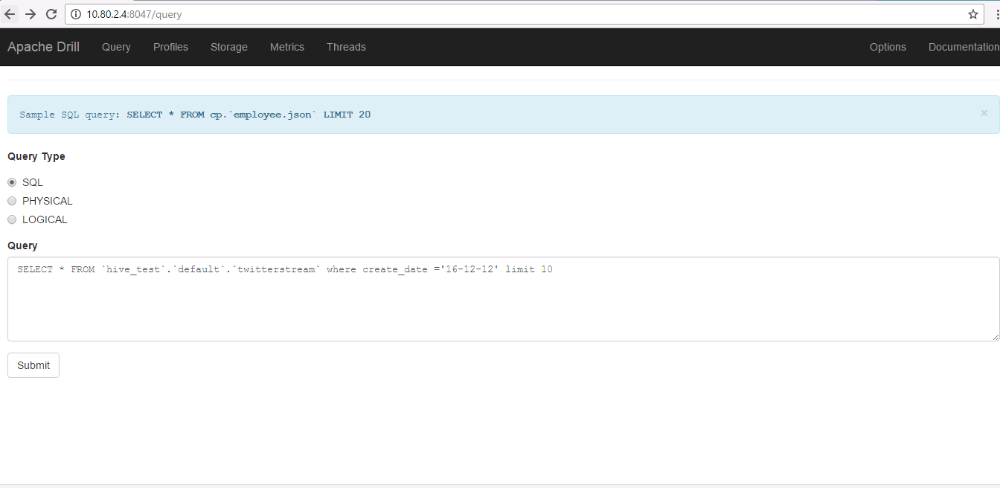 10.80.2.4:8047/query
Apache Drill Query Profiles Storage Metrics Threads Options Documentation
Sample SQL query: SELECT * FROM cp.`employee.json` LIMIT 20 ×
Query Type
SQL
PHYSICAL
LOGICAL
Query
SELECT * FROM `hive_test`.`default`.`twitterstream` where create_date ='16-12-12' limit 10
Submit